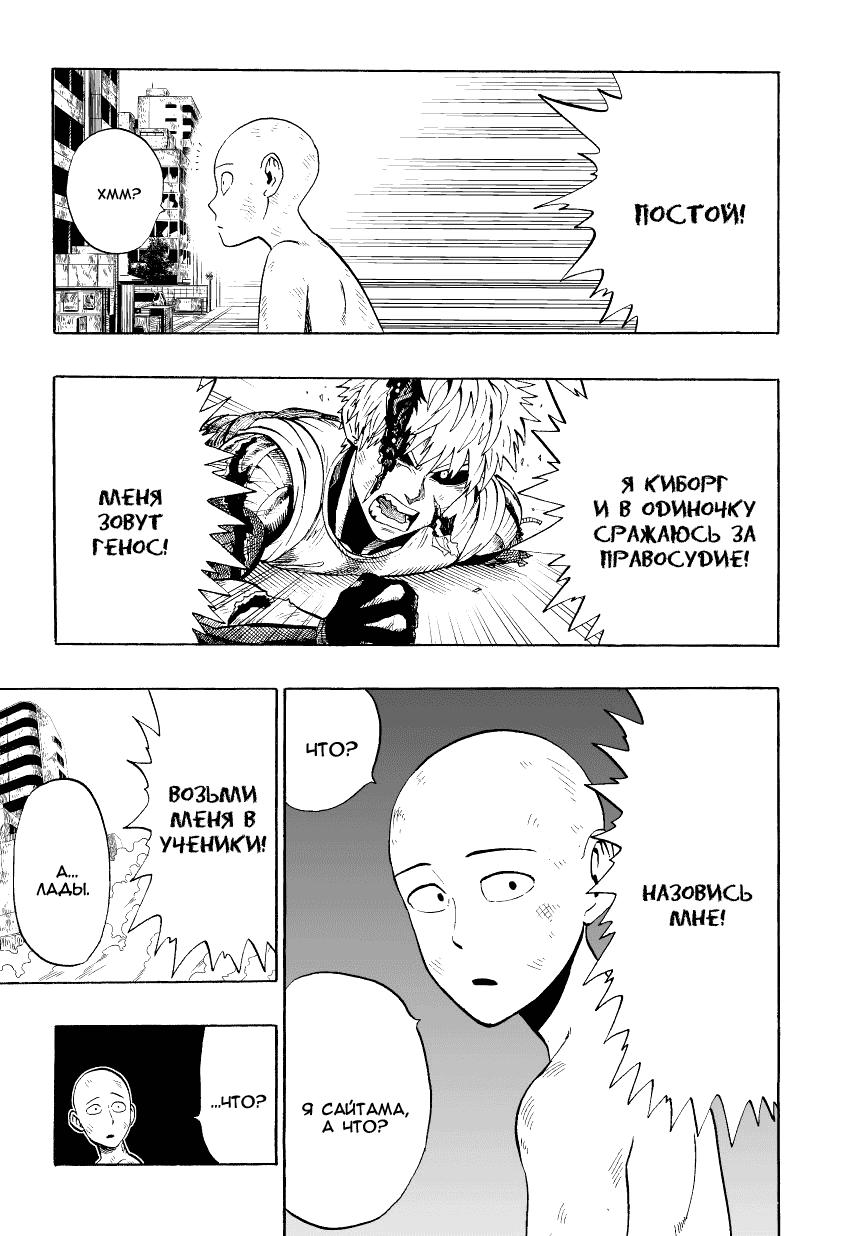 ПОСТОЙ!
ХММ?
Я КИБОРГ
И В ОДИНОЧКУ
СРАЖАЮСЬ ЗА
ПРАВОСУДИЕ!
МЕНЯ
ЗОВУТ
ГЕНОС!
НАЗОВИСЬ
МНЕ!
ЧТО?
Я САЙТАМА,
А ЧТО?
ВОЗЬМИ
МЕНЯ В
УЧЕНИКИ!
А...
ЛАДЫ.
...ЧТО?